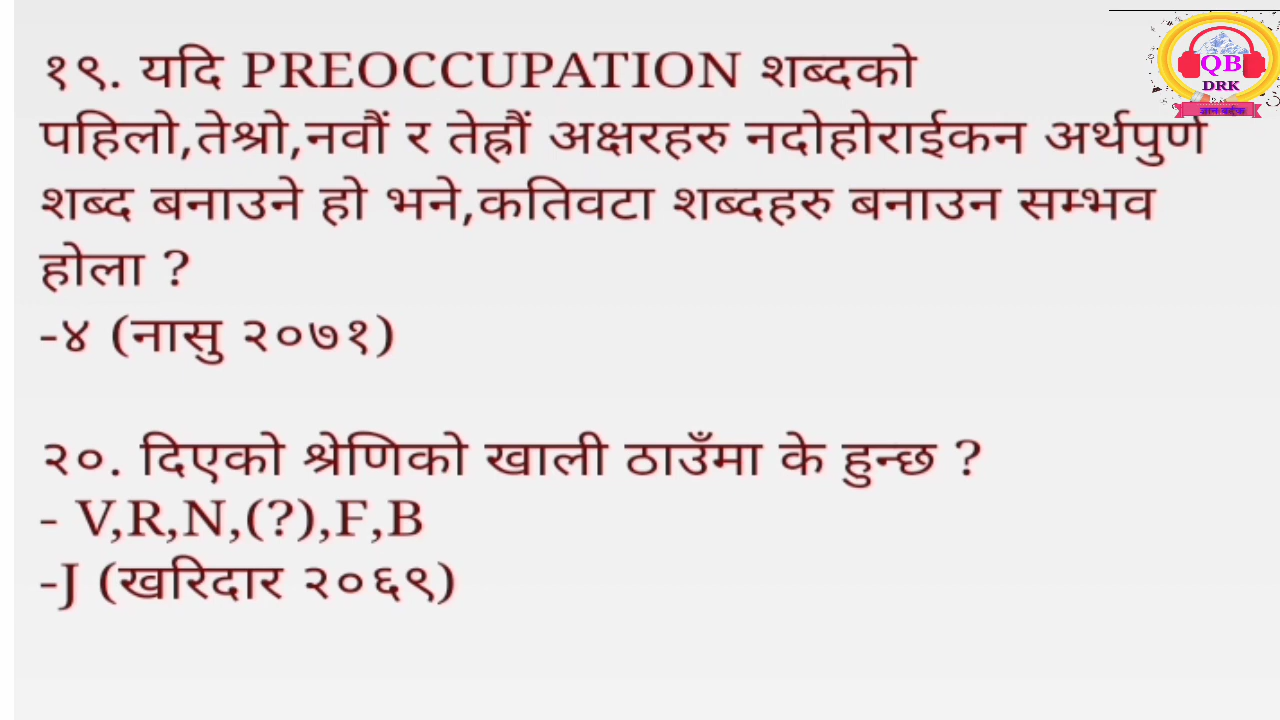 १९. यदि PREOCCUPATION शब्दको
पहिलो,तेश्रो,नवौं र तेह्रौं अक्षरहरु नदोहोराईकन अर्थपुर्ण
शब्द बनाउने हो भने,कतिवटा शब्दहरु बनाउन सम्भव
होला ?
-४ (नासु २०७१)
२०. दिएको श्रेणिको खाली ठाउँमा के हुन्छ ?
- V,R,N,(?),F,B
-J (खरिदार २०६९)
QB
DRK